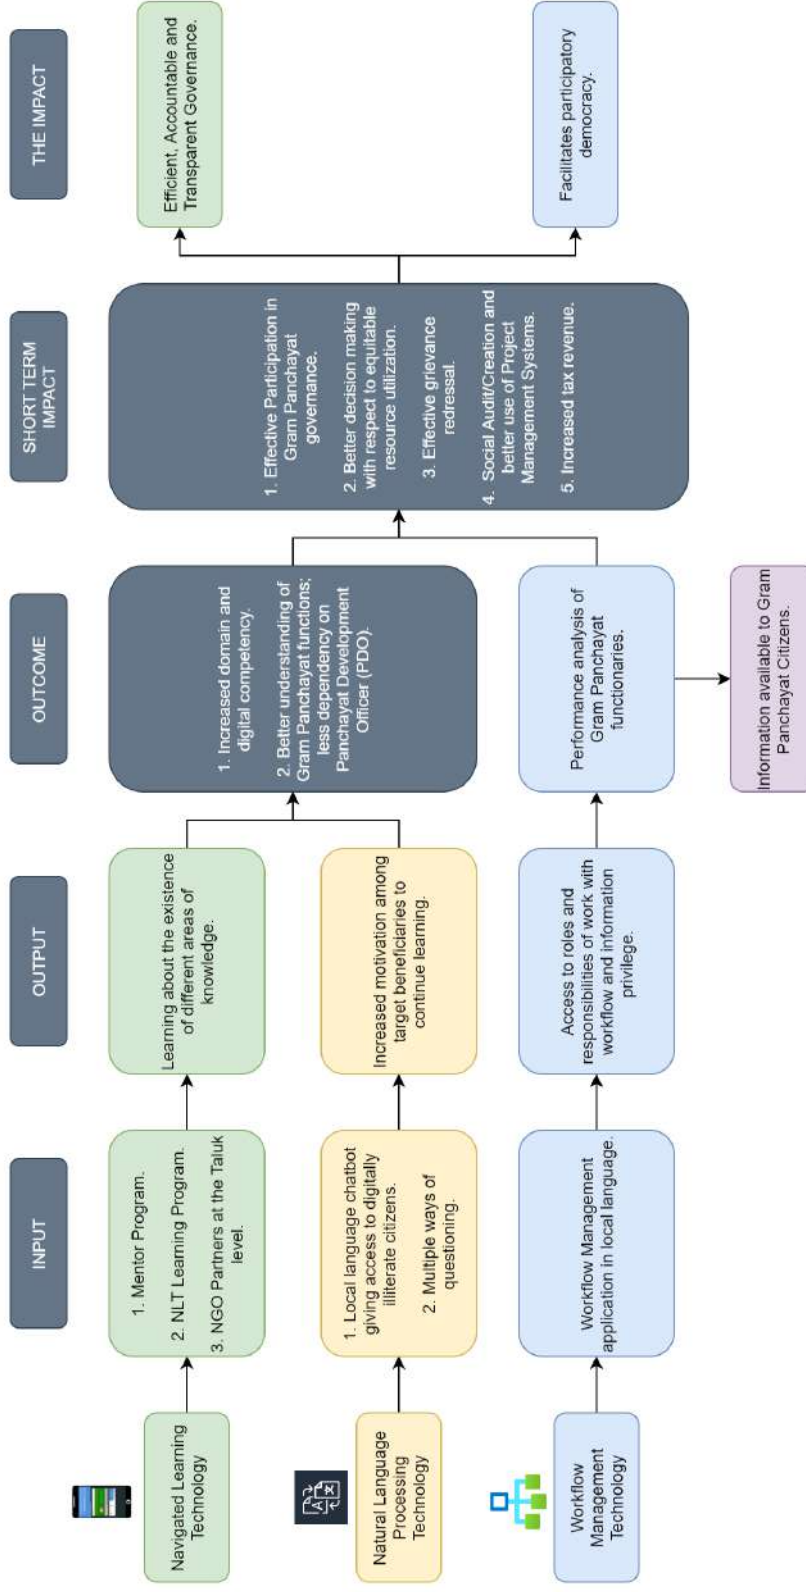 INPUT
OUTPUT
OUTCOME
SHORT TERM
IMPACT
THE IMPACT
Navigated Learning
Technology
1. Mentor Program.
2. NLT Learning Program.
3. NGO Partners at the Taluk
level.
Learning about the existence
of different areas of
knowledge.
1. Increased domain and
digital competency.
2. Better understanding of
Gram Panchayat functions;
less dependency on
Panchayat Development
Officer (PDO).
1. Effective Participation in
Gram Panchayat
governance.
2. Better decision making
with respect to equitable
resource utilization.
3. Effective grievance
redressal.
4. Social Audit/Creation and
better use of Project
Management Systems.
5. Increased tax revenue.
Efficient, Accountable and
Transparent Governance.
Natural Language
Processing
Technology
1. Local language chatbot
giving access to digitally
illiterate citizens.
2. Multiple ways of
questioning.
Increased motivation among
target beneficiaries to
continue learning.
Workflow
Management
Technology
Workflow Management
application in local language.
Access to roles and
responsibilities of work with
workflow and information
privilege.
Performance analysis of
Gram Panchayat
functionaries.
Facilitates participatory
democracy.
Information available to Gram
Panchayat Citizens.